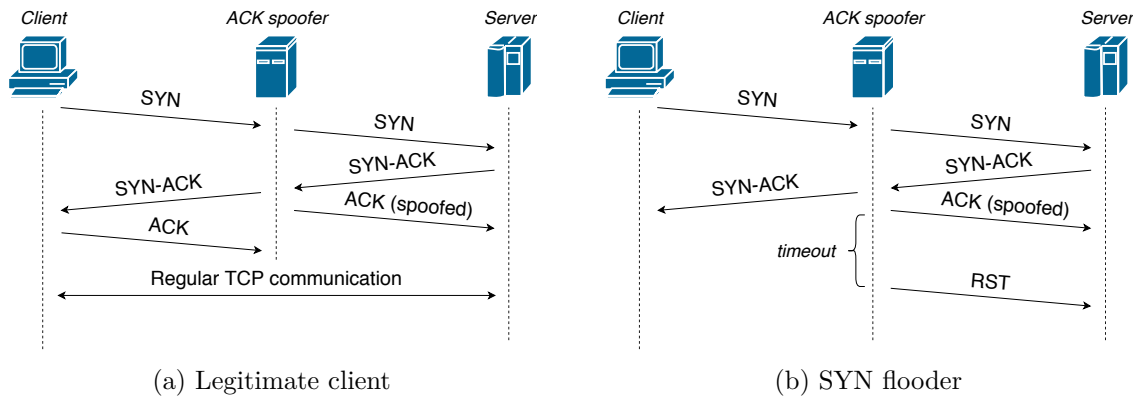 Client
ACK spoofer
Server
SYN
SYN
SYN-ACK
SYN-ACK
ACK (spoofed)
ACK
Regular TCP communication
(a) Legitimate client
Client
ACK spoofer
Server
SYN
SYN
SYN-ACK
SYN-ACK
ACK (spoofed)
timeout
RST
(b) SYN flooder